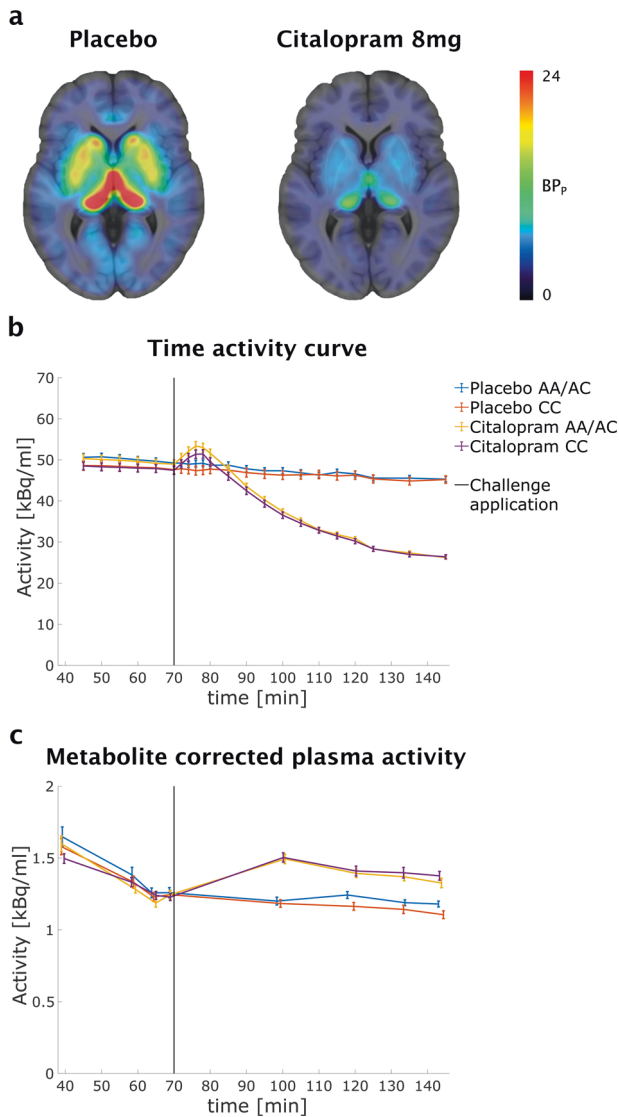 a
Placebo
Citalopram 8mg
24
BPP
0
b
Time activity curve
Activity [kBq/ml]
70
60
50
40
30
20
10
0
40 50 60 70 80 90 100 110 120 130 140
time [min]
Placebo AA/AC
Placebo CC
Citalopram AA/AC
Citalopram CC
Challenge
application
c
Metabolite corrected plasma activity
Activity [kBq/ml]
2
1.5
1
0.5
0
40 50 60 70 80 90 100 110 120 130 140
time [min]